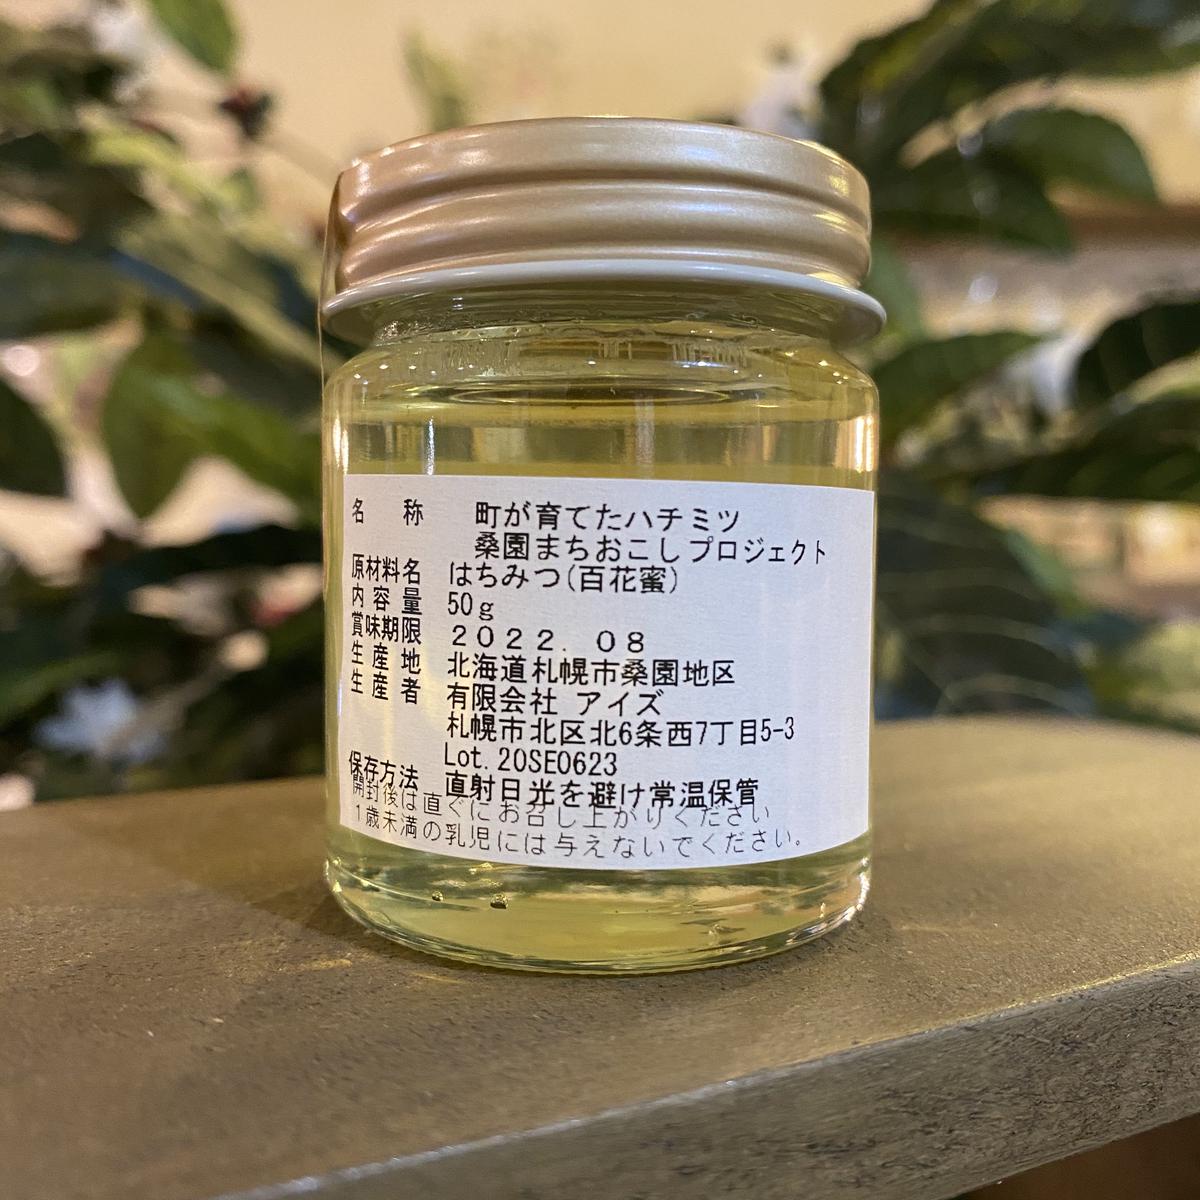 名 称 町が育てたハチミツ
桑園まちおこしプロジェクト
原材料名 はちみつ(百花蜜)
内容量 50g
賞味期限 2022. 08
生産地 北海道札幌市桑園地区
生産者 有限会社 アイズ
札幌市北区北6条西7丁目5-3
Lot. 20SE0623
保存方法 直射日光を避け常温保管
開封後は直ぐにお召し上がりください
1歳未満の乳児には与えないでください。